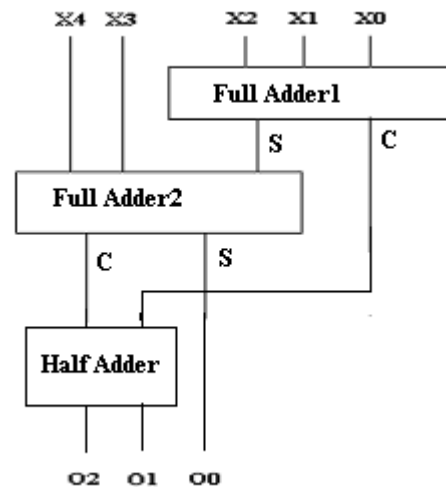 X4 X3 X2 X1 X0
Full Adder1
S C
Full Adder2
C S
Half Adder
O2 O1 O0